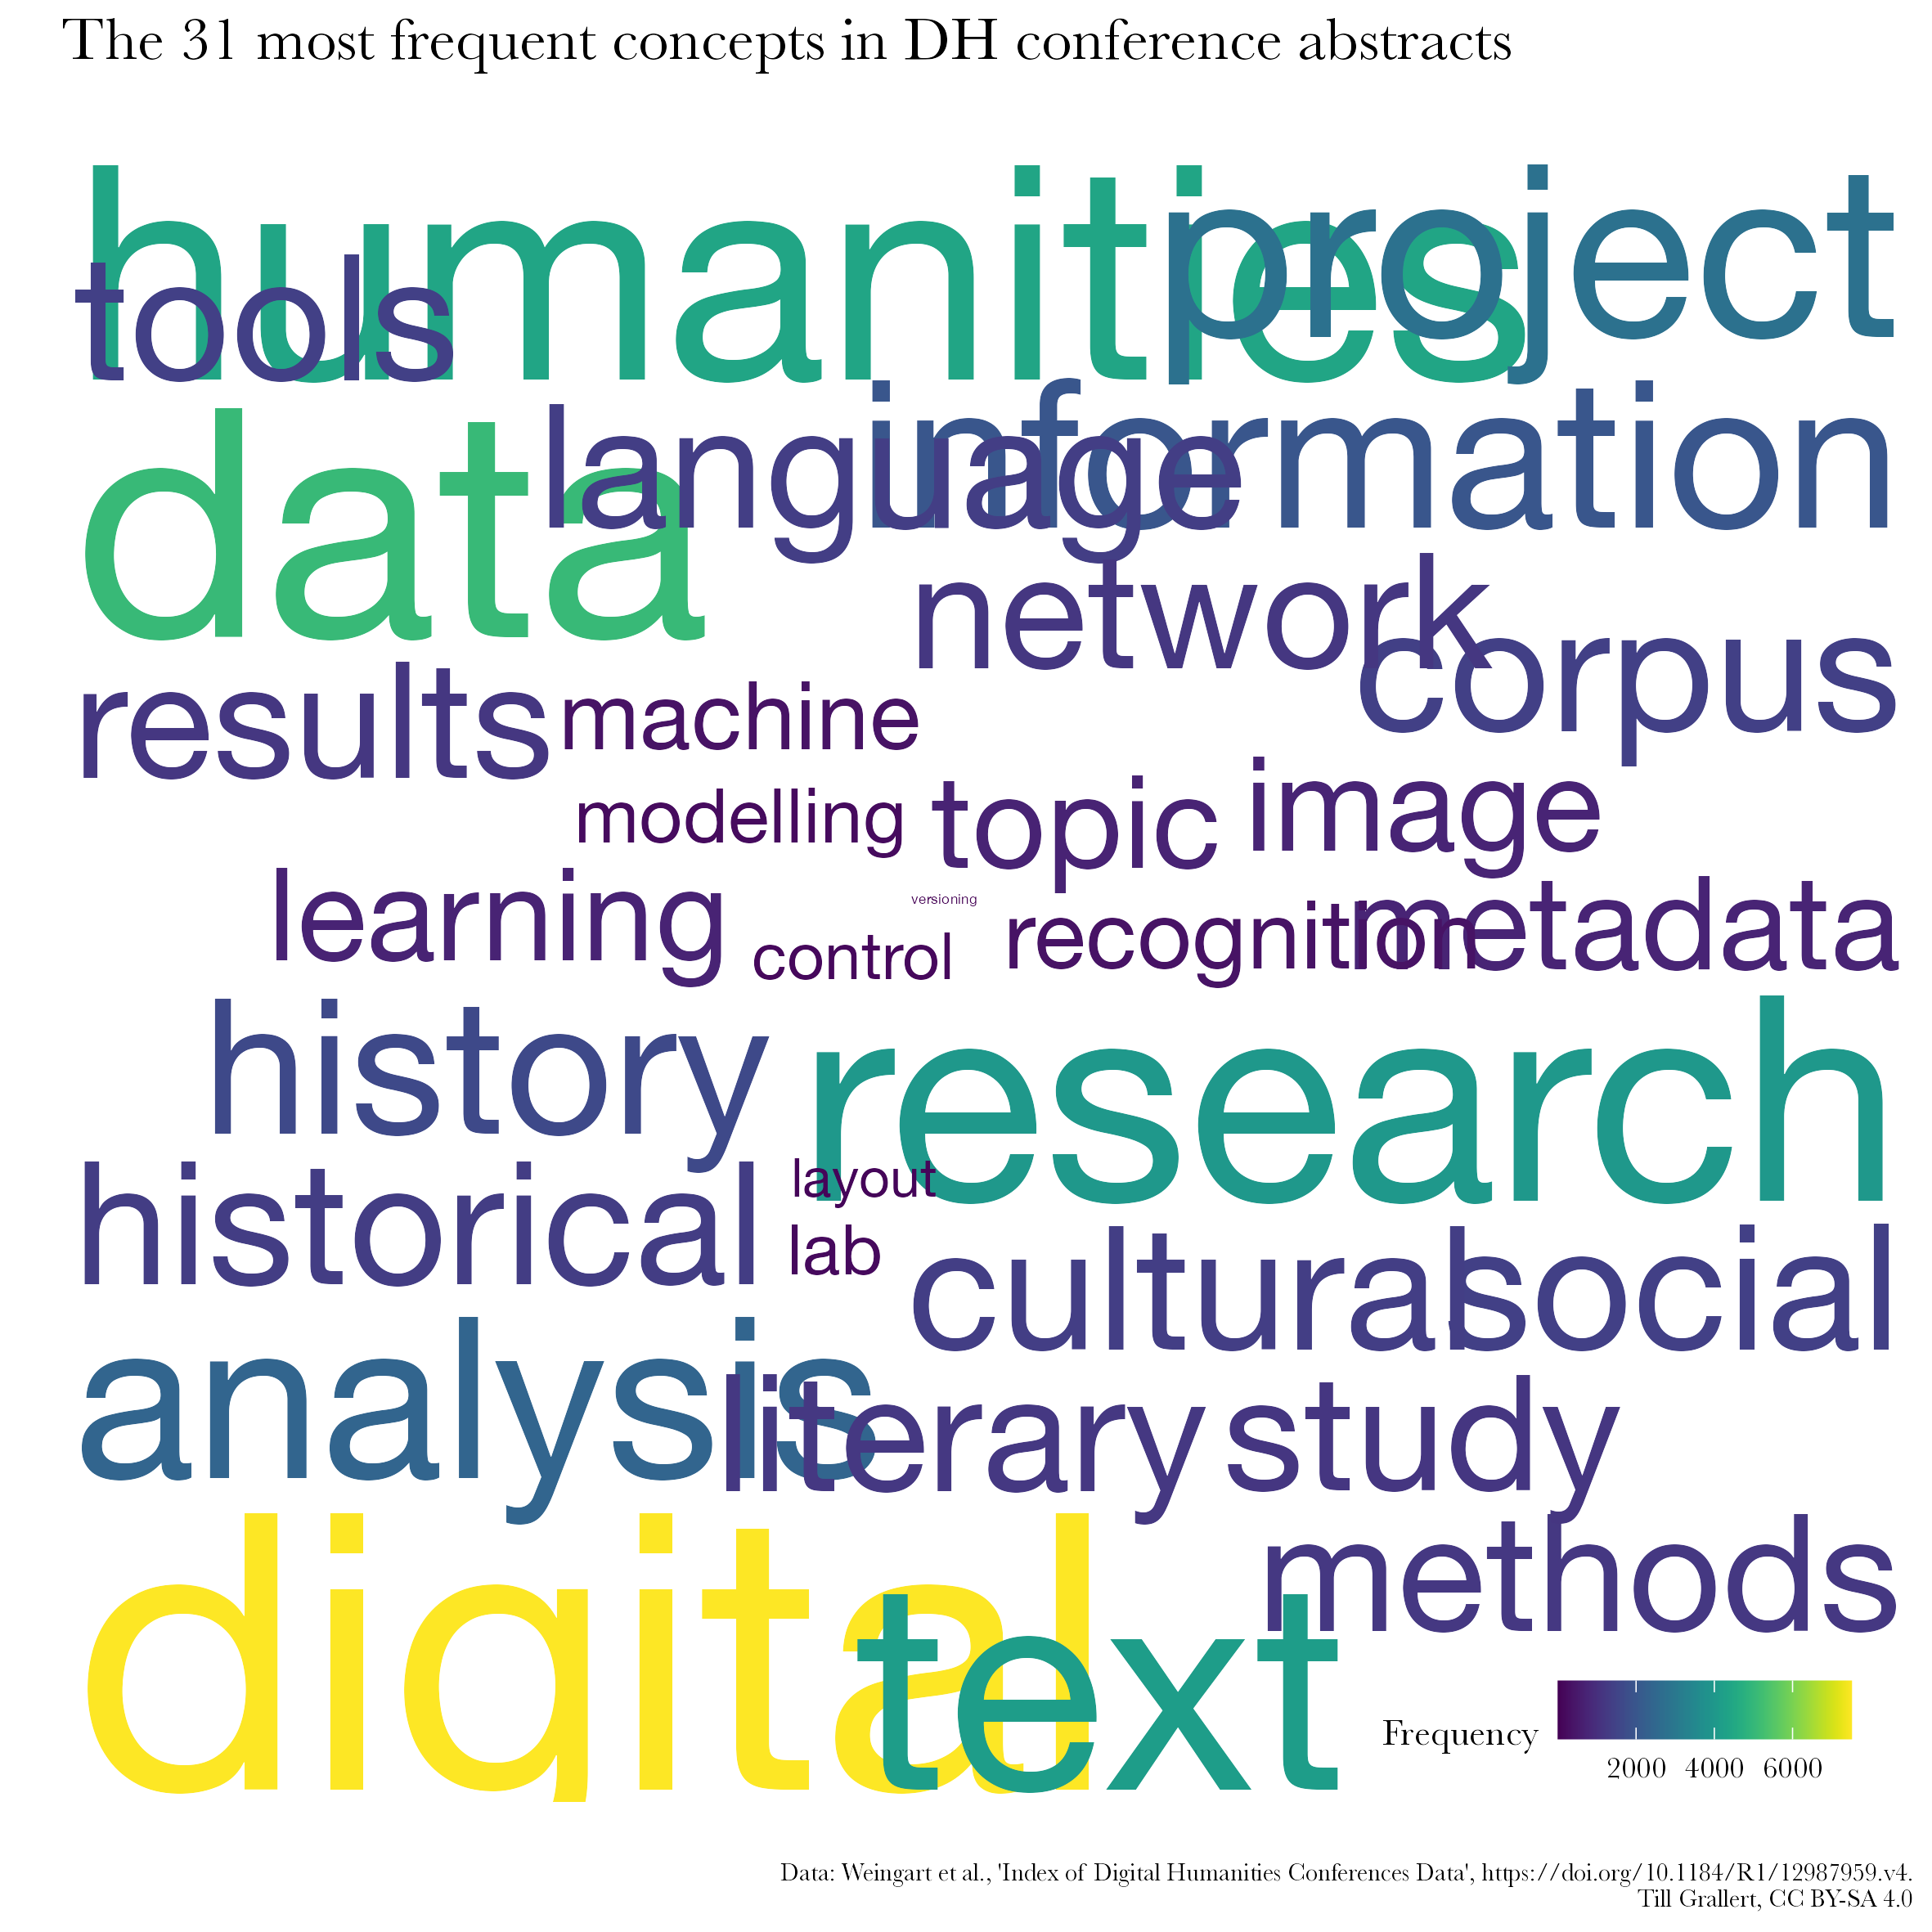 The 31 most frequent concepts in DH conference abstracts
humanities
project
tools
information
language
data
network
corpus
results
machine
image
topic
modelling
learning
versioning
recognition
metadata
control
history
research
layout
historical
lab
cultural
social
analysis
literary
study
methods
digital
text
Frequency
2000 4000 6000
Data: Weingart et al., 'Index of Digital Humanities Conferences Data', https://doi.org/10.1184/R1/12987959.v4.
Till Grallert, CC BY-SA 4.0